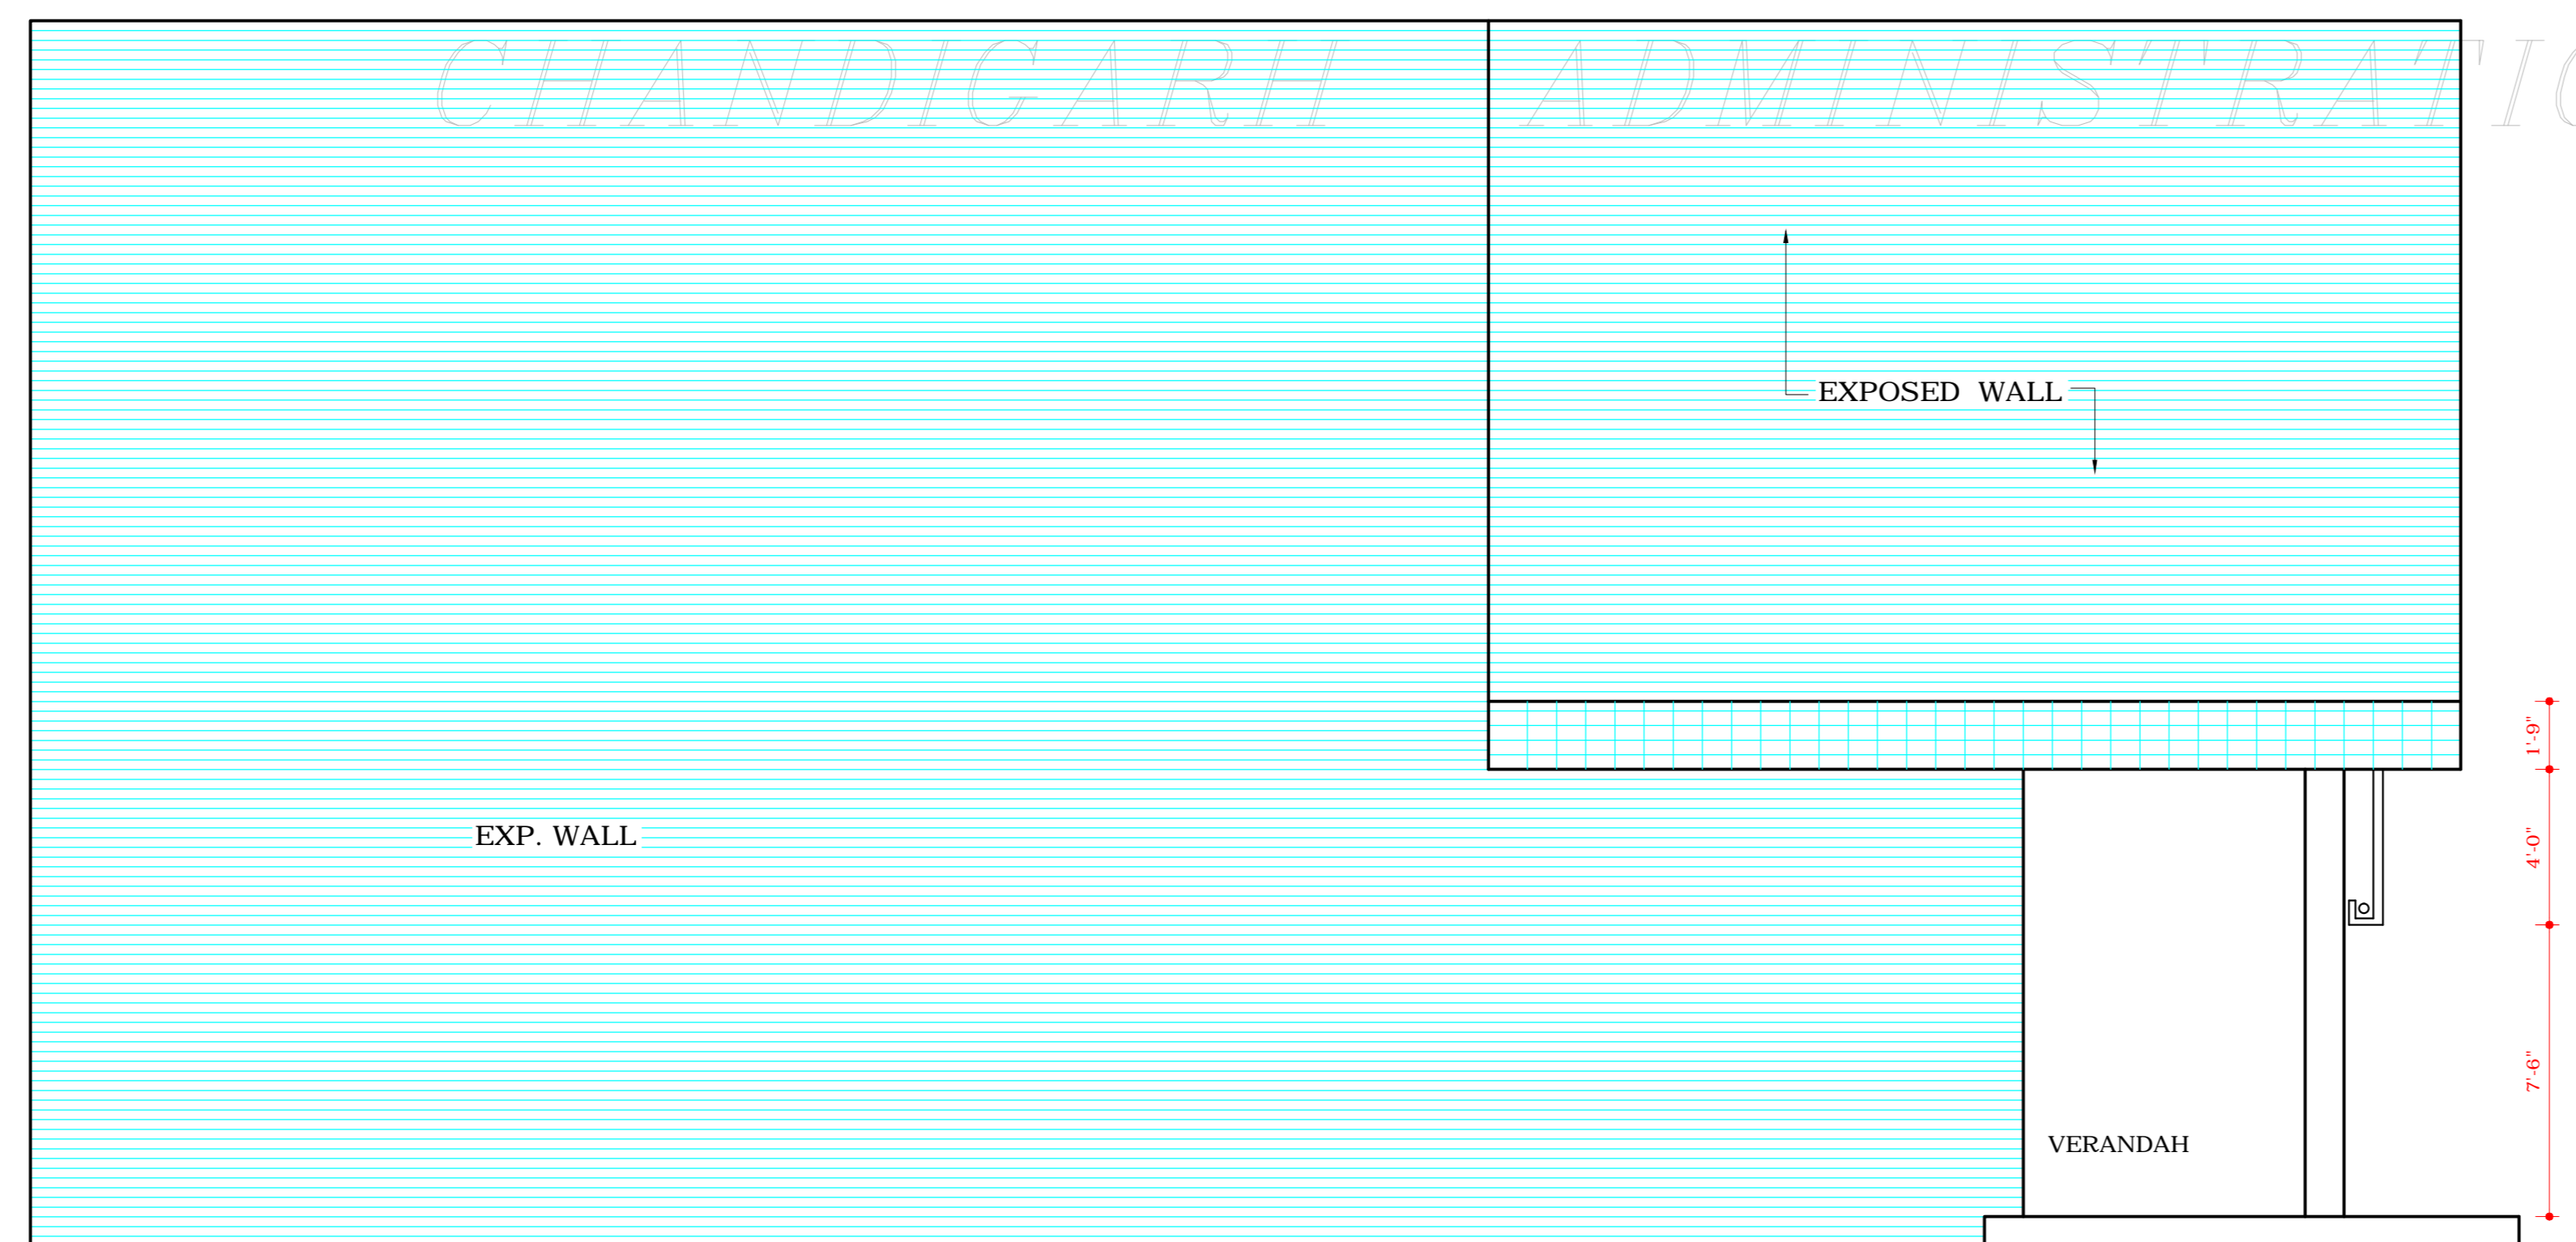 CHANDIGARH ADMINISTRATIO
EXPOSED WALL
1'-9"
EXP. WALL
4'-0"
7'-6"
VERANDAH